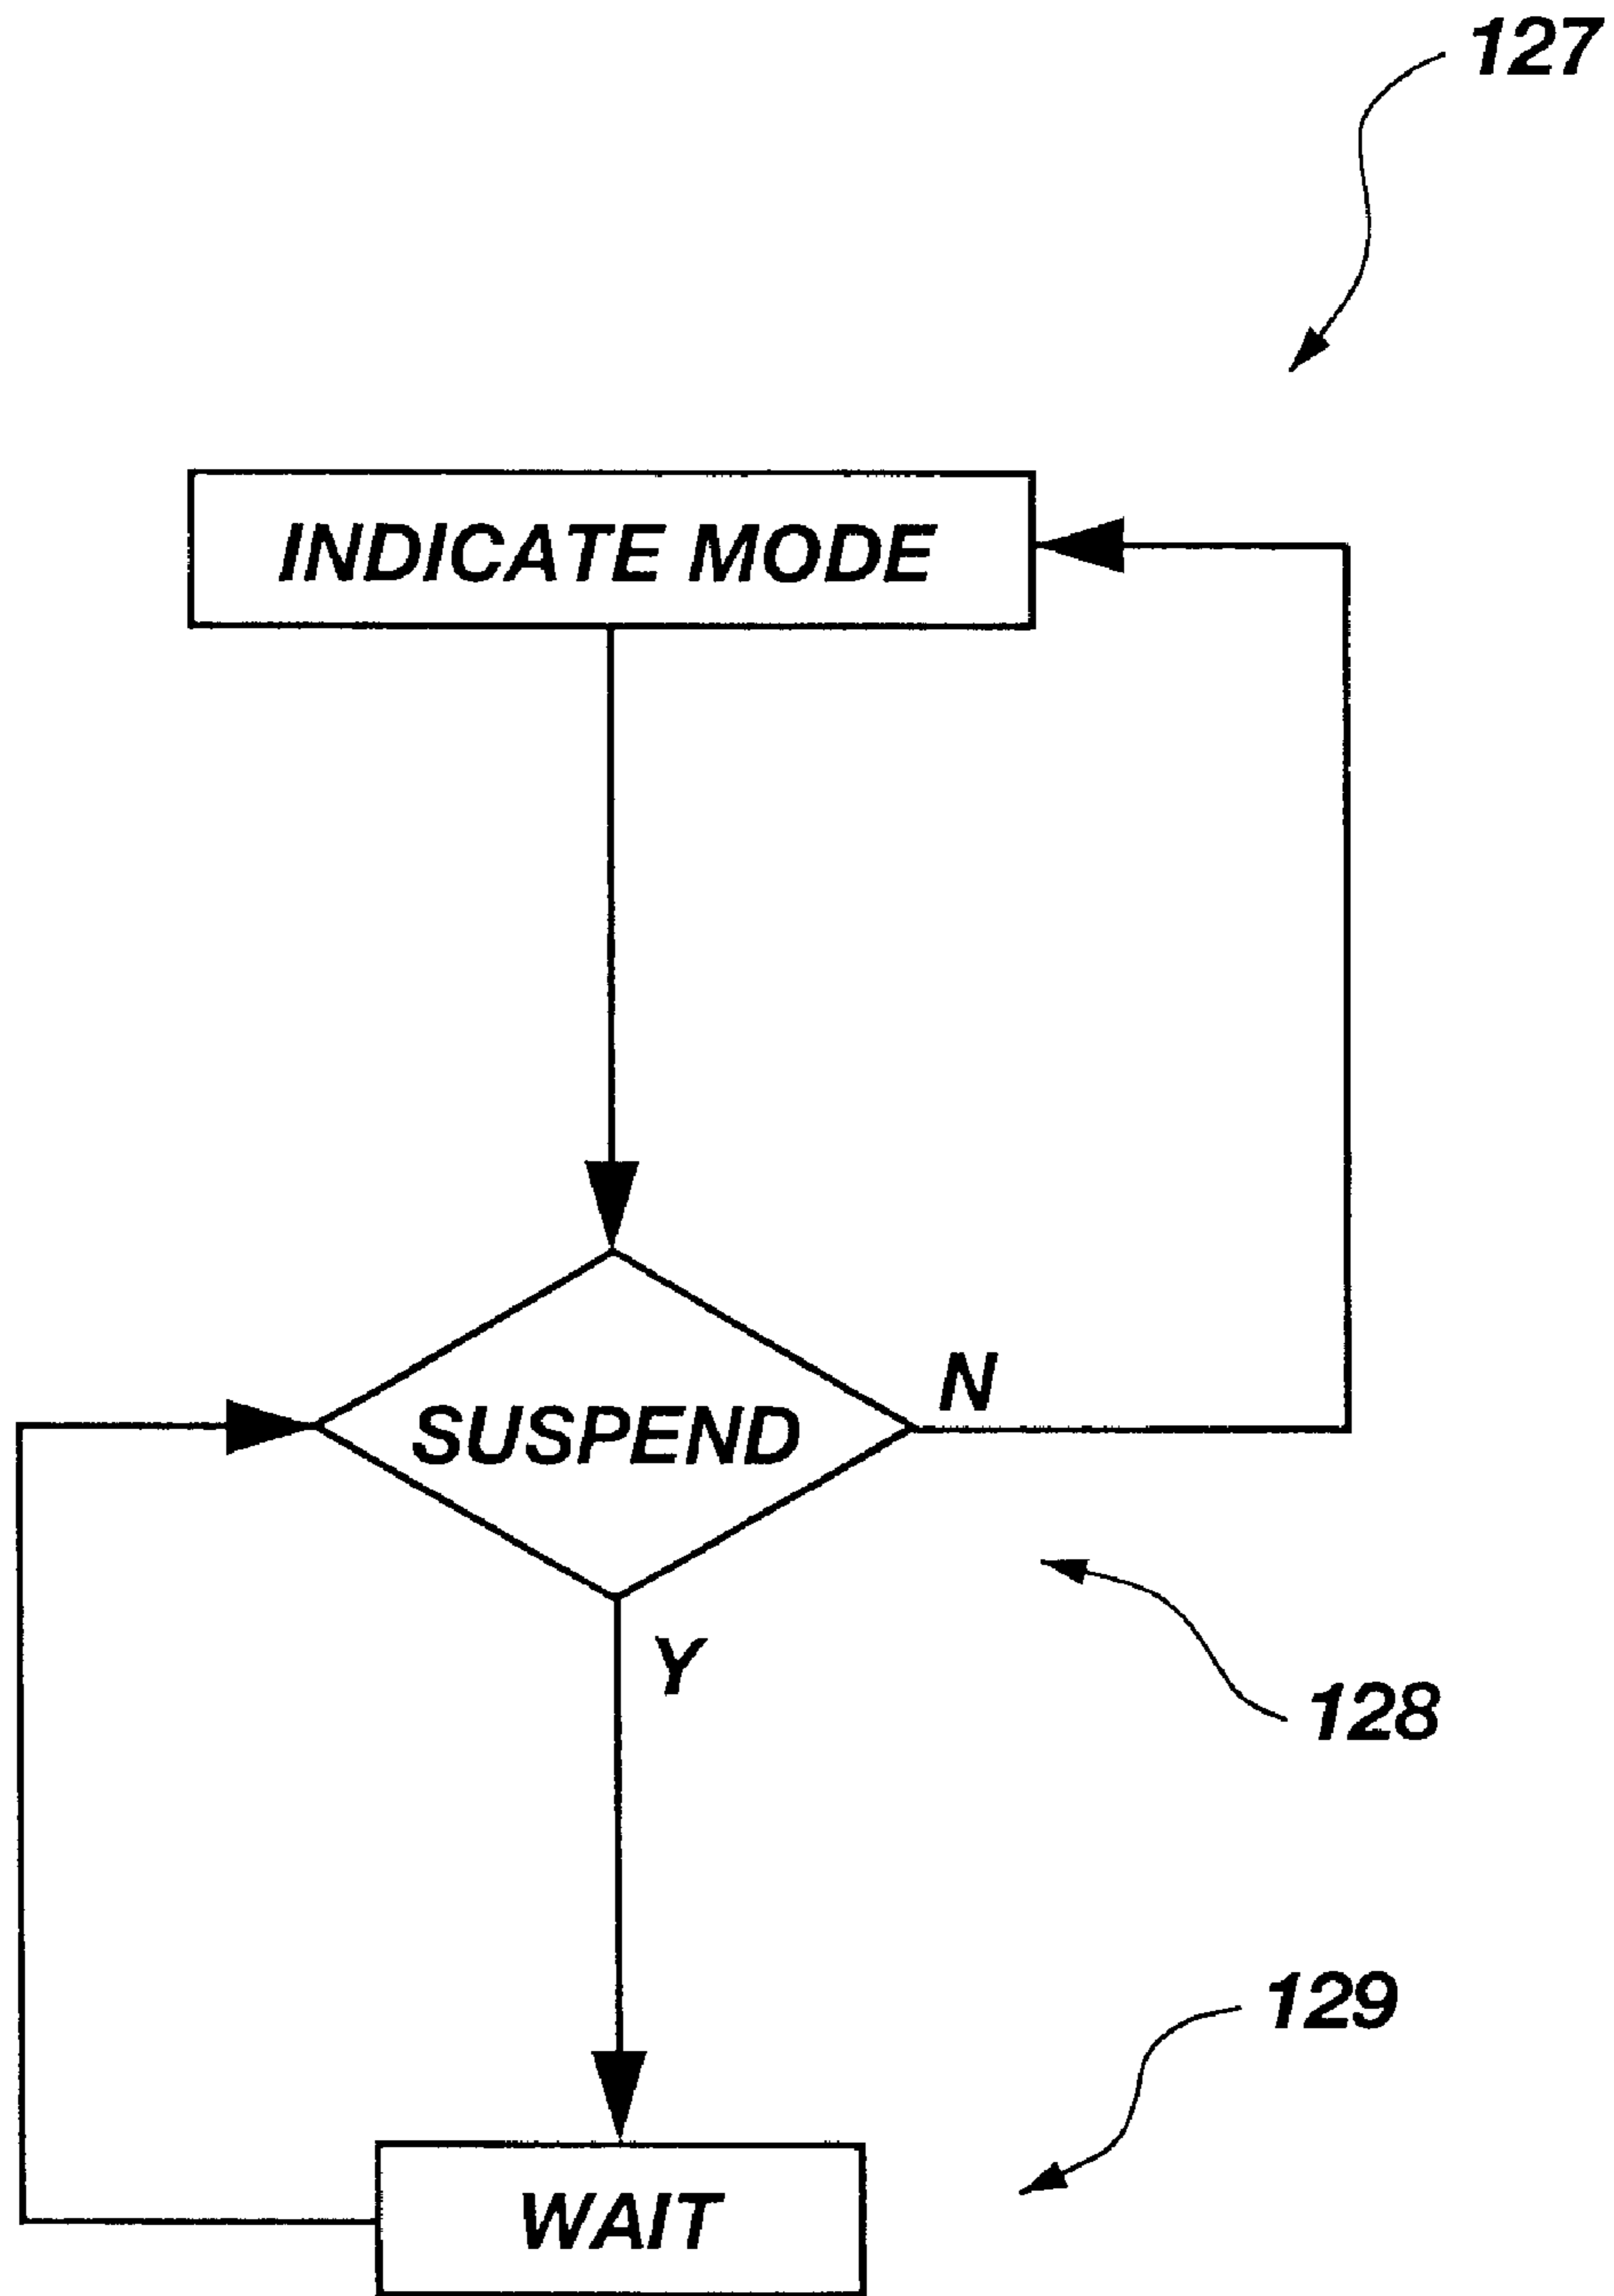 127
INDICATE MODE
N
SUSPEND
Y
128
129
WAIT